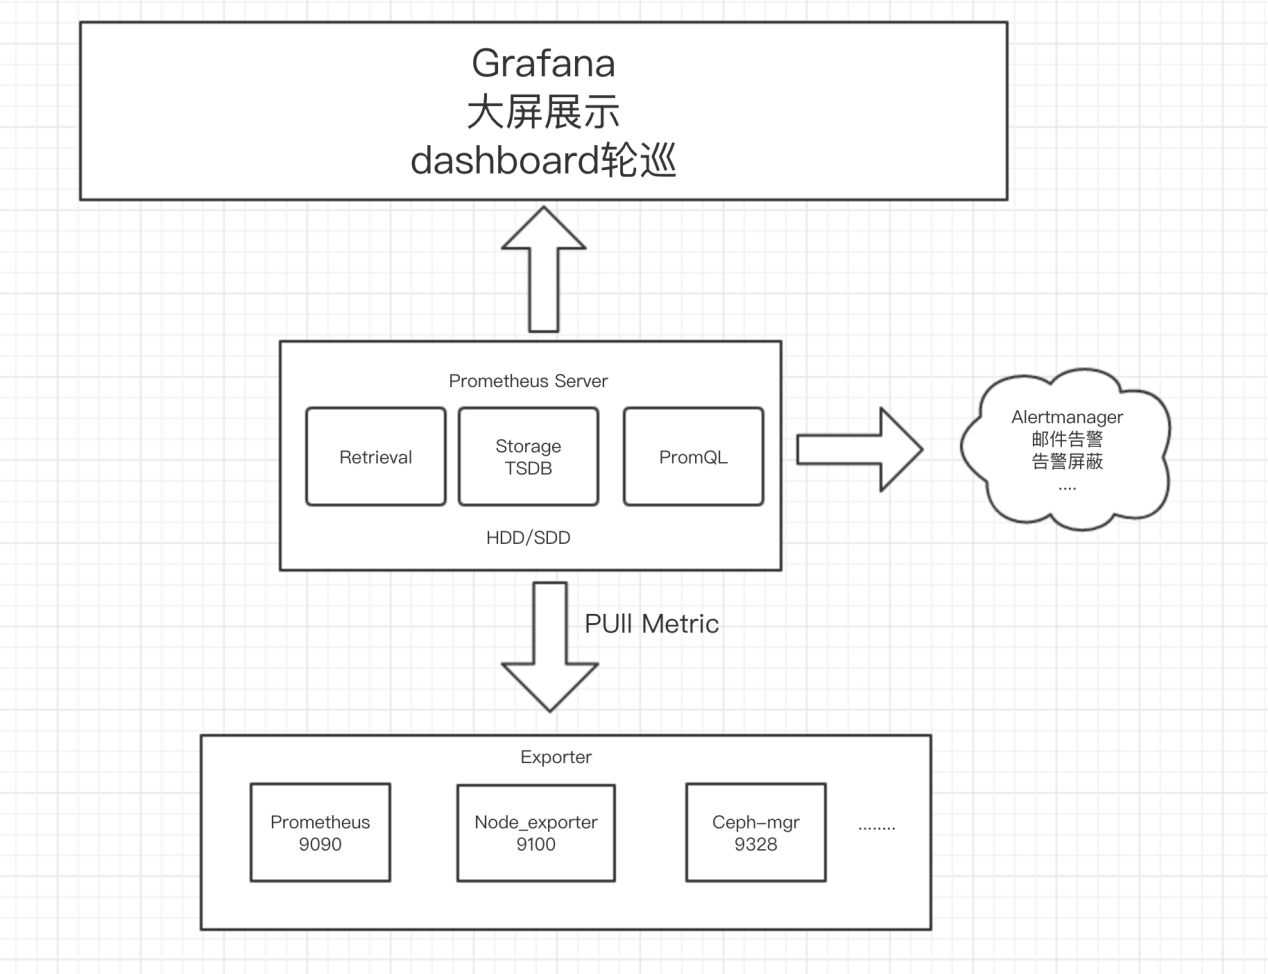 Grafana
大屏展示
dashboard轮巡
Prometheus Server
Retrieval
Storage
TSDB
PromQL
HDD/SDD
Alertmanager
邮件告警
告警屏蔽
....
PUll Metric
Exporter
Prometheus
9090
Node_exporter
9100
Ceph-mgr
9328
........